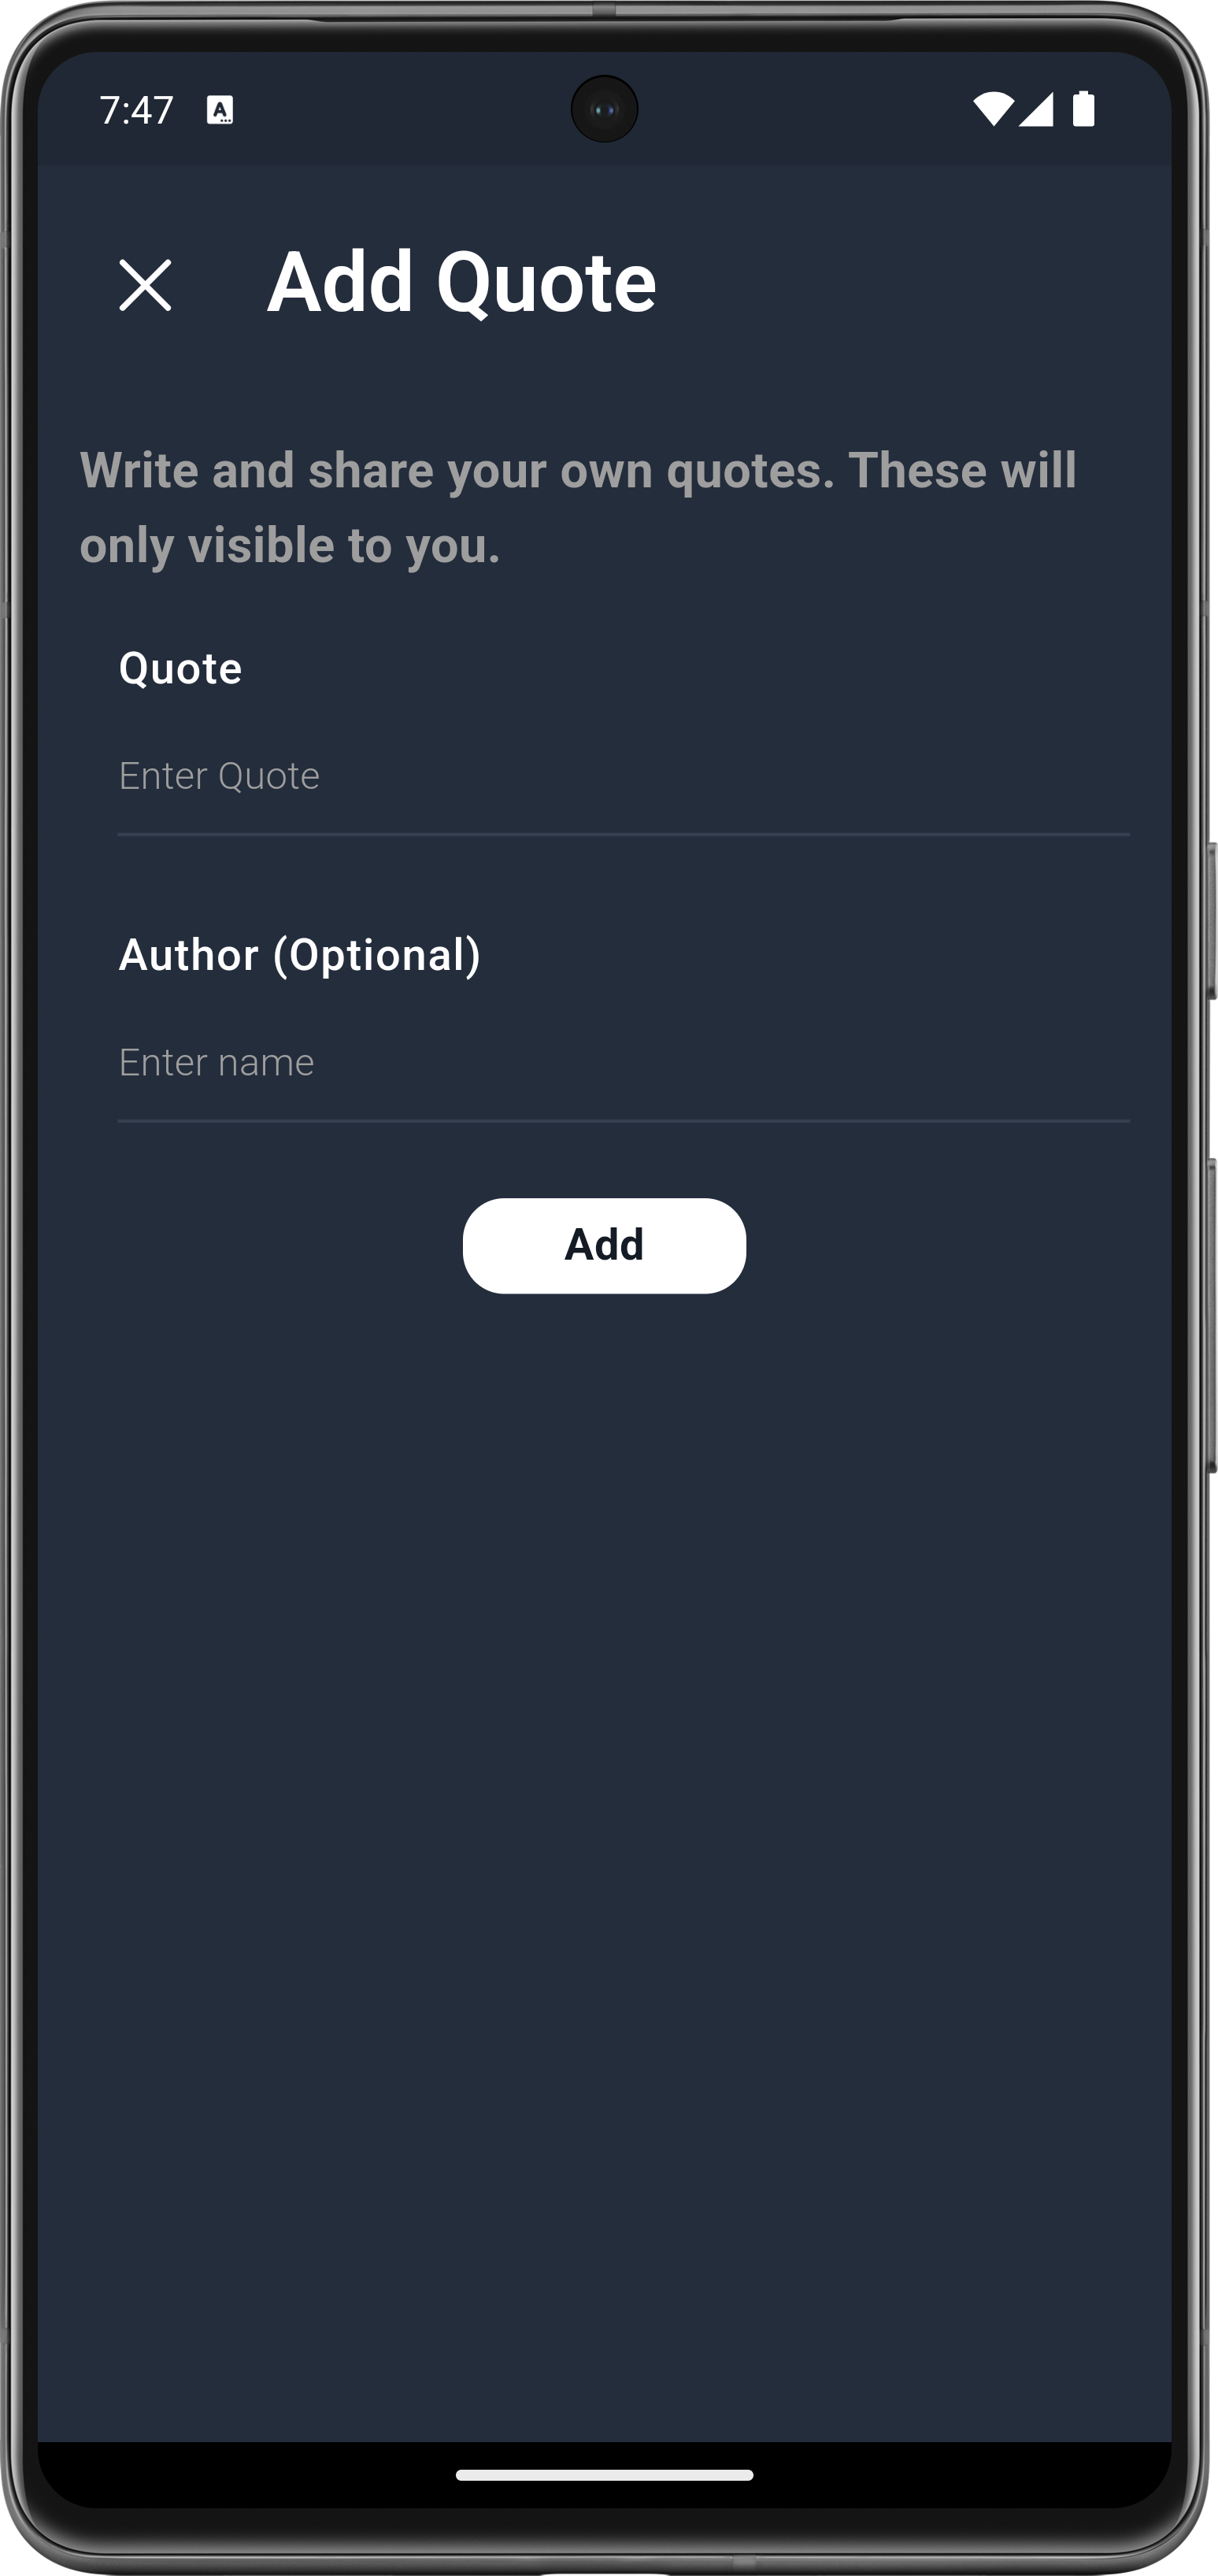 7:47
Add Quote
Write and share your own quotes. These will
only visible to you.
Quote
Enter Quote
Author (Optional)
Enter name
Add